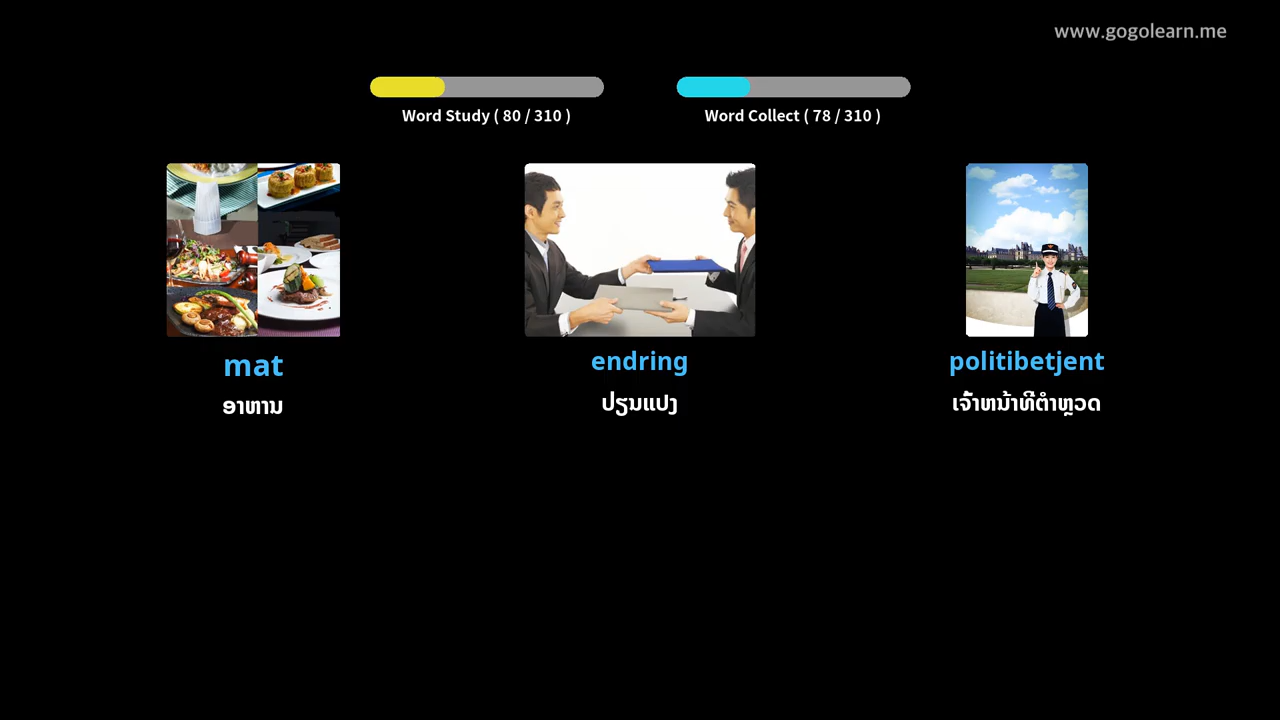 www.gogolearn.me
Word Study ( 80 / 310 )
Word Collect ( 78 / 310 )
mat
ອາຫານ
endring
ປຽນແປງ
politibetjent
ເຈົ້າຫນ້າທີ່ຕໍາຫຼວດ